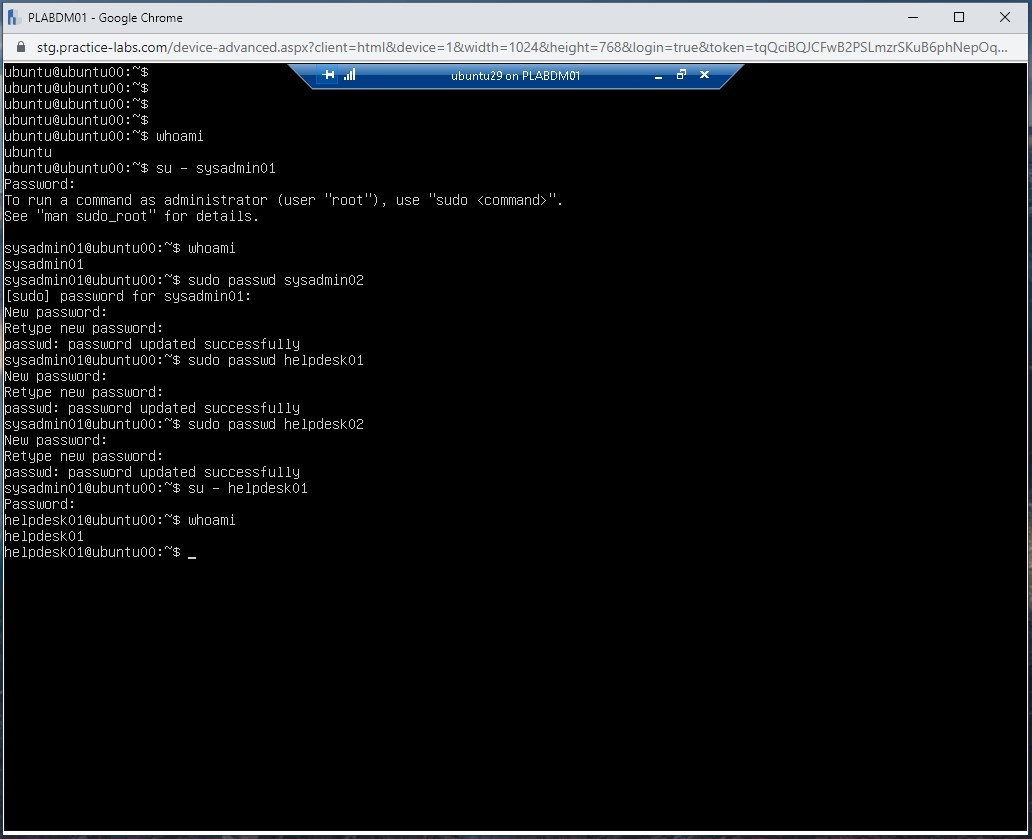 PLABDM01 - Google Chrome
stg.practice-labs.com/device-advanced.aspx?client=html&device=1&width=1024&height=768&login=true&token=tqQciBQJCFwB2PSLmzrSKuB6phNepOq...
ubuntu29 on PLABDM01
ubuntu@ubuntu00:~$
ubuntu@ubuntu00:~$
ubuntu@ubuntu00:~$
ubuntu@ubuntu00:~$
ubuntu@ubuntu00:~$ whoami
ubuntu
ubuntu@ubuntu00:~$ su - sysadmin01
Password:
To run a command as administrator (user "root"), use "sudo <command>".
See "man sudo_root" for details.
sysadmin01@ubuntu00:~$ whoami
sysadmin01
sysadmin01@ubuntu00:~$ sudo passwd sysadmin02
[sudo] password for sysadmin01:
New password:
Retype new password:
passwd: password updated successfully
sysadmin01@ubuntu00:~$ sudo passwd helpdesk01
New password:
Retype new password:
passwd: password updated successfully
sysadmin01@ubuntu00:~$ sudo passwd helpdesk02
New password:
Retype new password:
passwd: password updated successfully
sysadmin01@ubuntu00:~$ su - helpdesk01
Password:
helpdesk01@ubuntu00:~$ whoami
helpdesk01
helpdesk01@ubuntu00:~$ _